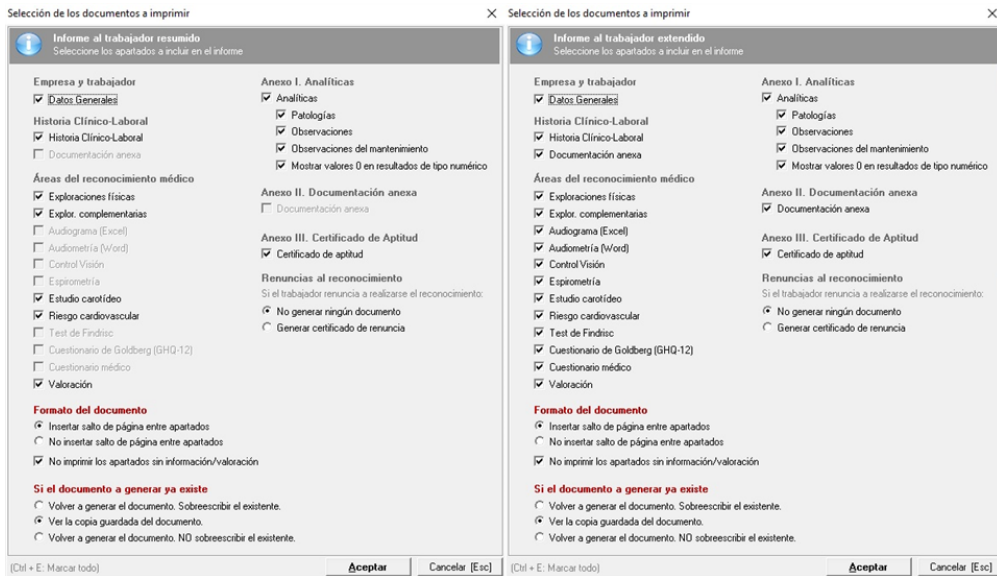 Selección de los documentos a imprimir
Informe al trabajador resumido
Seleccione los apartados a incluir en el informe
Empresa y trabajador
Datos Generales
Historia Clínico-Laboral
Historia Clínico-Laboral
Documentación anexa
Áreas del reconocimiento médico
Exploraciones físicas
Explor. complementarias
Audiograma (Excel)
Audiometría (Word)
Control Visión
Espirometría
Estudio carotídeo
Riesgo cardiovascular
Test de Findrisc
Cuestionario de Goldberg (GHQ-12)
Cuestionario médico
Valoración
Anexo I. Analíticas
Analíticas
Patologías
Observaciones
Observaciones del mantenimiento
Mostrar valores 0 en resultados de tipo numérico
Anexo II. Documentación anexa
Documentación anexa
Anexo III. Certificado de Aptitud
Certificado de aptitud
Renuncias al reconocimiento
Si el trabajador renuncia a realizarse el reconocimiento:
No generar ningún documento
Generar certificado de renuncia
Formato del documento
Insertar salto de página entre apartados
No insertar salto de página entre apartados
No imprimir los apartados sin información/valoración
Si el documento a generar ya existe
Volver a generar el documento. Sobreescribir el existente.
Ver la copia guardada del documento.
Volver a generar el documento. NO sobreescribir el existente.
(Ctrl + E: Marcar todo)
Aceptar
Cancelar [Esc]
Selección de los documentos a imprimir
Informe al trabajador extendido
Seleccione los apartados a incluir en el informe
Empresa y trabajador
Datos Generales
Historia Clínico-Laboral
Historia Clínico-Laboral
Documentación anexa
Áreas del reconocimiento médico
Exploraciones físicas
Explor. complementarias
Audiograma (Excel)
Audiometría (Word)
Control Visión
Espirometría
Estudio carotídeo
Riesgo cardiovascular
Test de Findrisc
Cuestionario de Goldberg (GHQ-12)
Cuestionario médico
Valoración
Anexo I. Analíticas
Analíticas
Patologías
Observaciones
Observaciones del mantenimiento
Mostrar valores 0 en resultados de tipo numérico
Anexo II. Documentación anexa
Documentación anexa
Anexo III. Certificado de Aptitud
Certificado de aptitud
Renuncias al reconocimiento
Si el trabajador renuncia a realizarse el reconocimiento:
No generar ningún documento
Generar certificado de renuncia
Formato del documento
Insertar salto de página entre apartados
No insertar salto de página entre apartados
No imprimir los apartados sin información/valoración
Si el documento a generar ya existe
Volver a generar el documento. Sobreescribir el existente.
Ver la copia guardada del documento.
Volver a generar el documento. NO sobreescribir el existente.
(Ctrl + E: Marcar todo)
Aceptar
Cancelar [Esc]